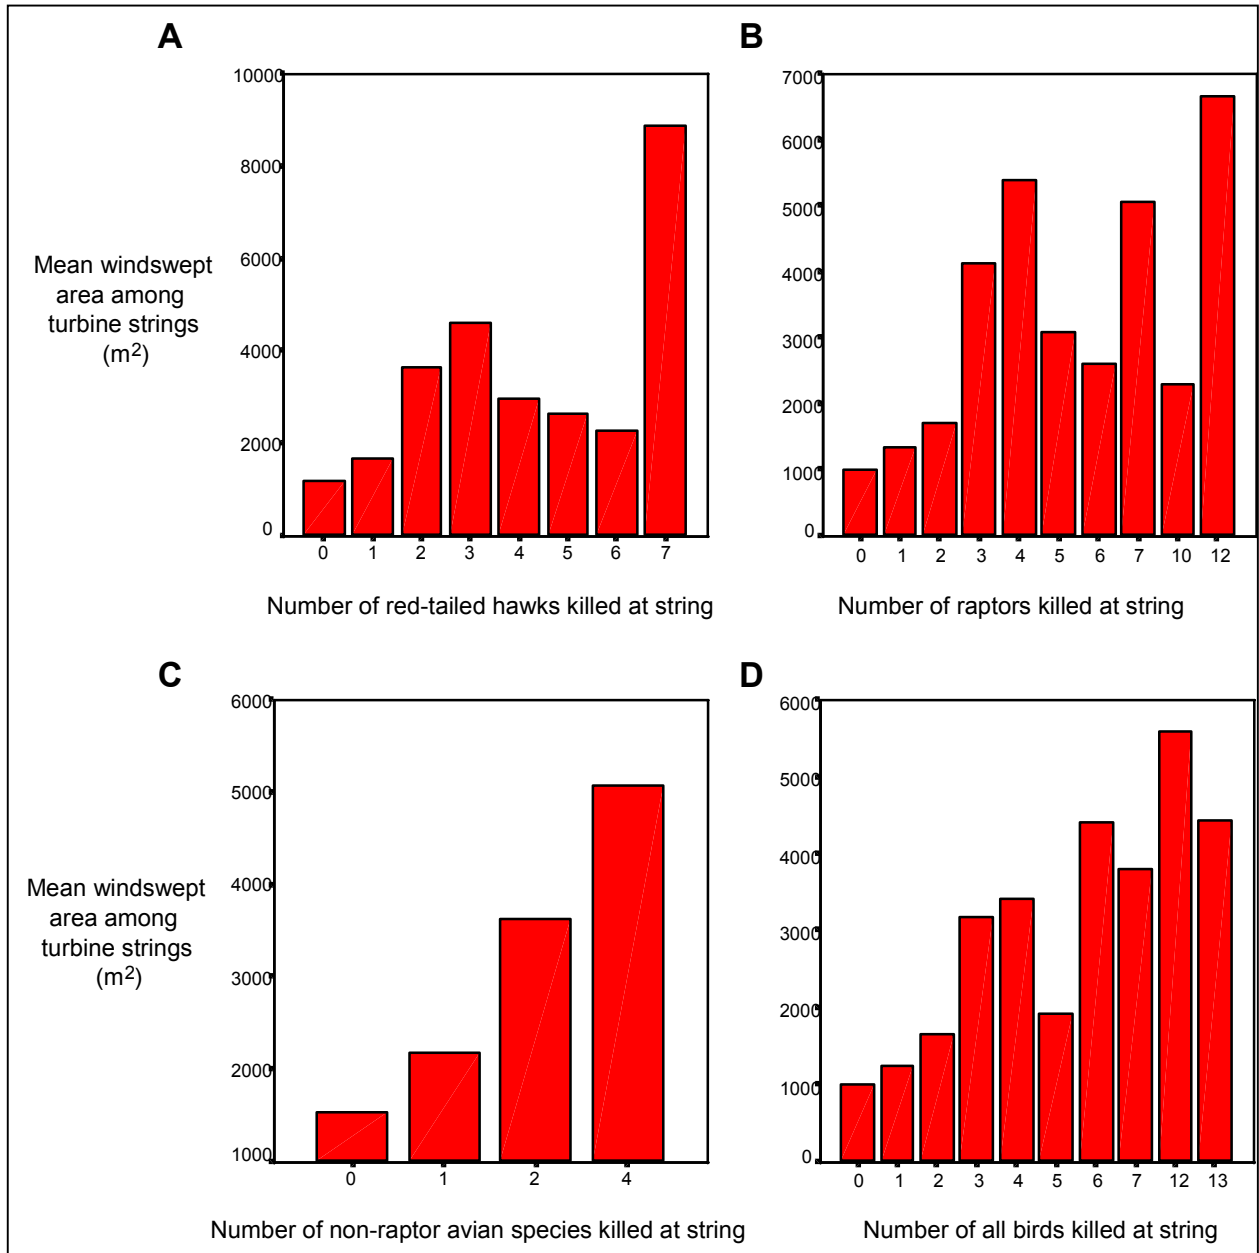 A
10000
8000
6000
4000
2000
0
Mean windswept
area among
turbine strings
(m²)
0 1 2 3 4 5 6 7
Number of red-tailed hawks killed at string
B
7000
6000
5000
4000
3000
2000
1000
0
0 1 2 3 4 5 6 7 10 12
Number of raptors killed at string
C
6000
5000
4000
3000
2000
1000
Mean windswept
area among
turbine strings
(m²)
0 1 2 4
Number of non-raptor avian species killed at string
D
6000
5000
4000
3000
2000
1000
0
0 1 2 3 4 5 6 7 12 13
Number of all birds killed at string